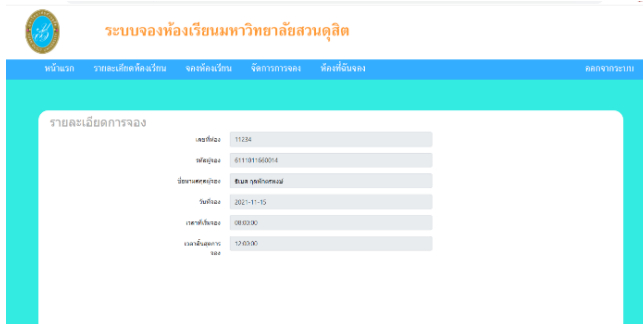 ระบบจองห้องเรียนมหาวิทยาลัยสวนดุสิต
หน้าแรก รายละเอียดห้องเรียน จองห้องเรียน จัดการการจอง ห้องที่ฉันจอง ออกจากระบบ
รายละเอียดการจอง
เลขที่ห้อง 11234
รหัสผู้จอง 6111011660014
ชื่อนามสกุลผู้จอง
วันที่จอง 2021-11-15
เวลาที่เริ่มจอง 08:00:00
เวลาสิ้นสุดการ 12:00:00
จอง